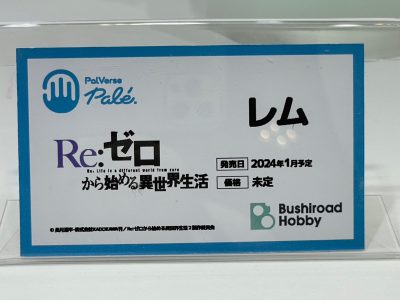 PalVerse
Palé.
レム
Re:ゼロ
Re: Life in a different world from zero
から始める異世界生活
発売日 2024年1月予定
価格 未定
Bushiroad
Hobby